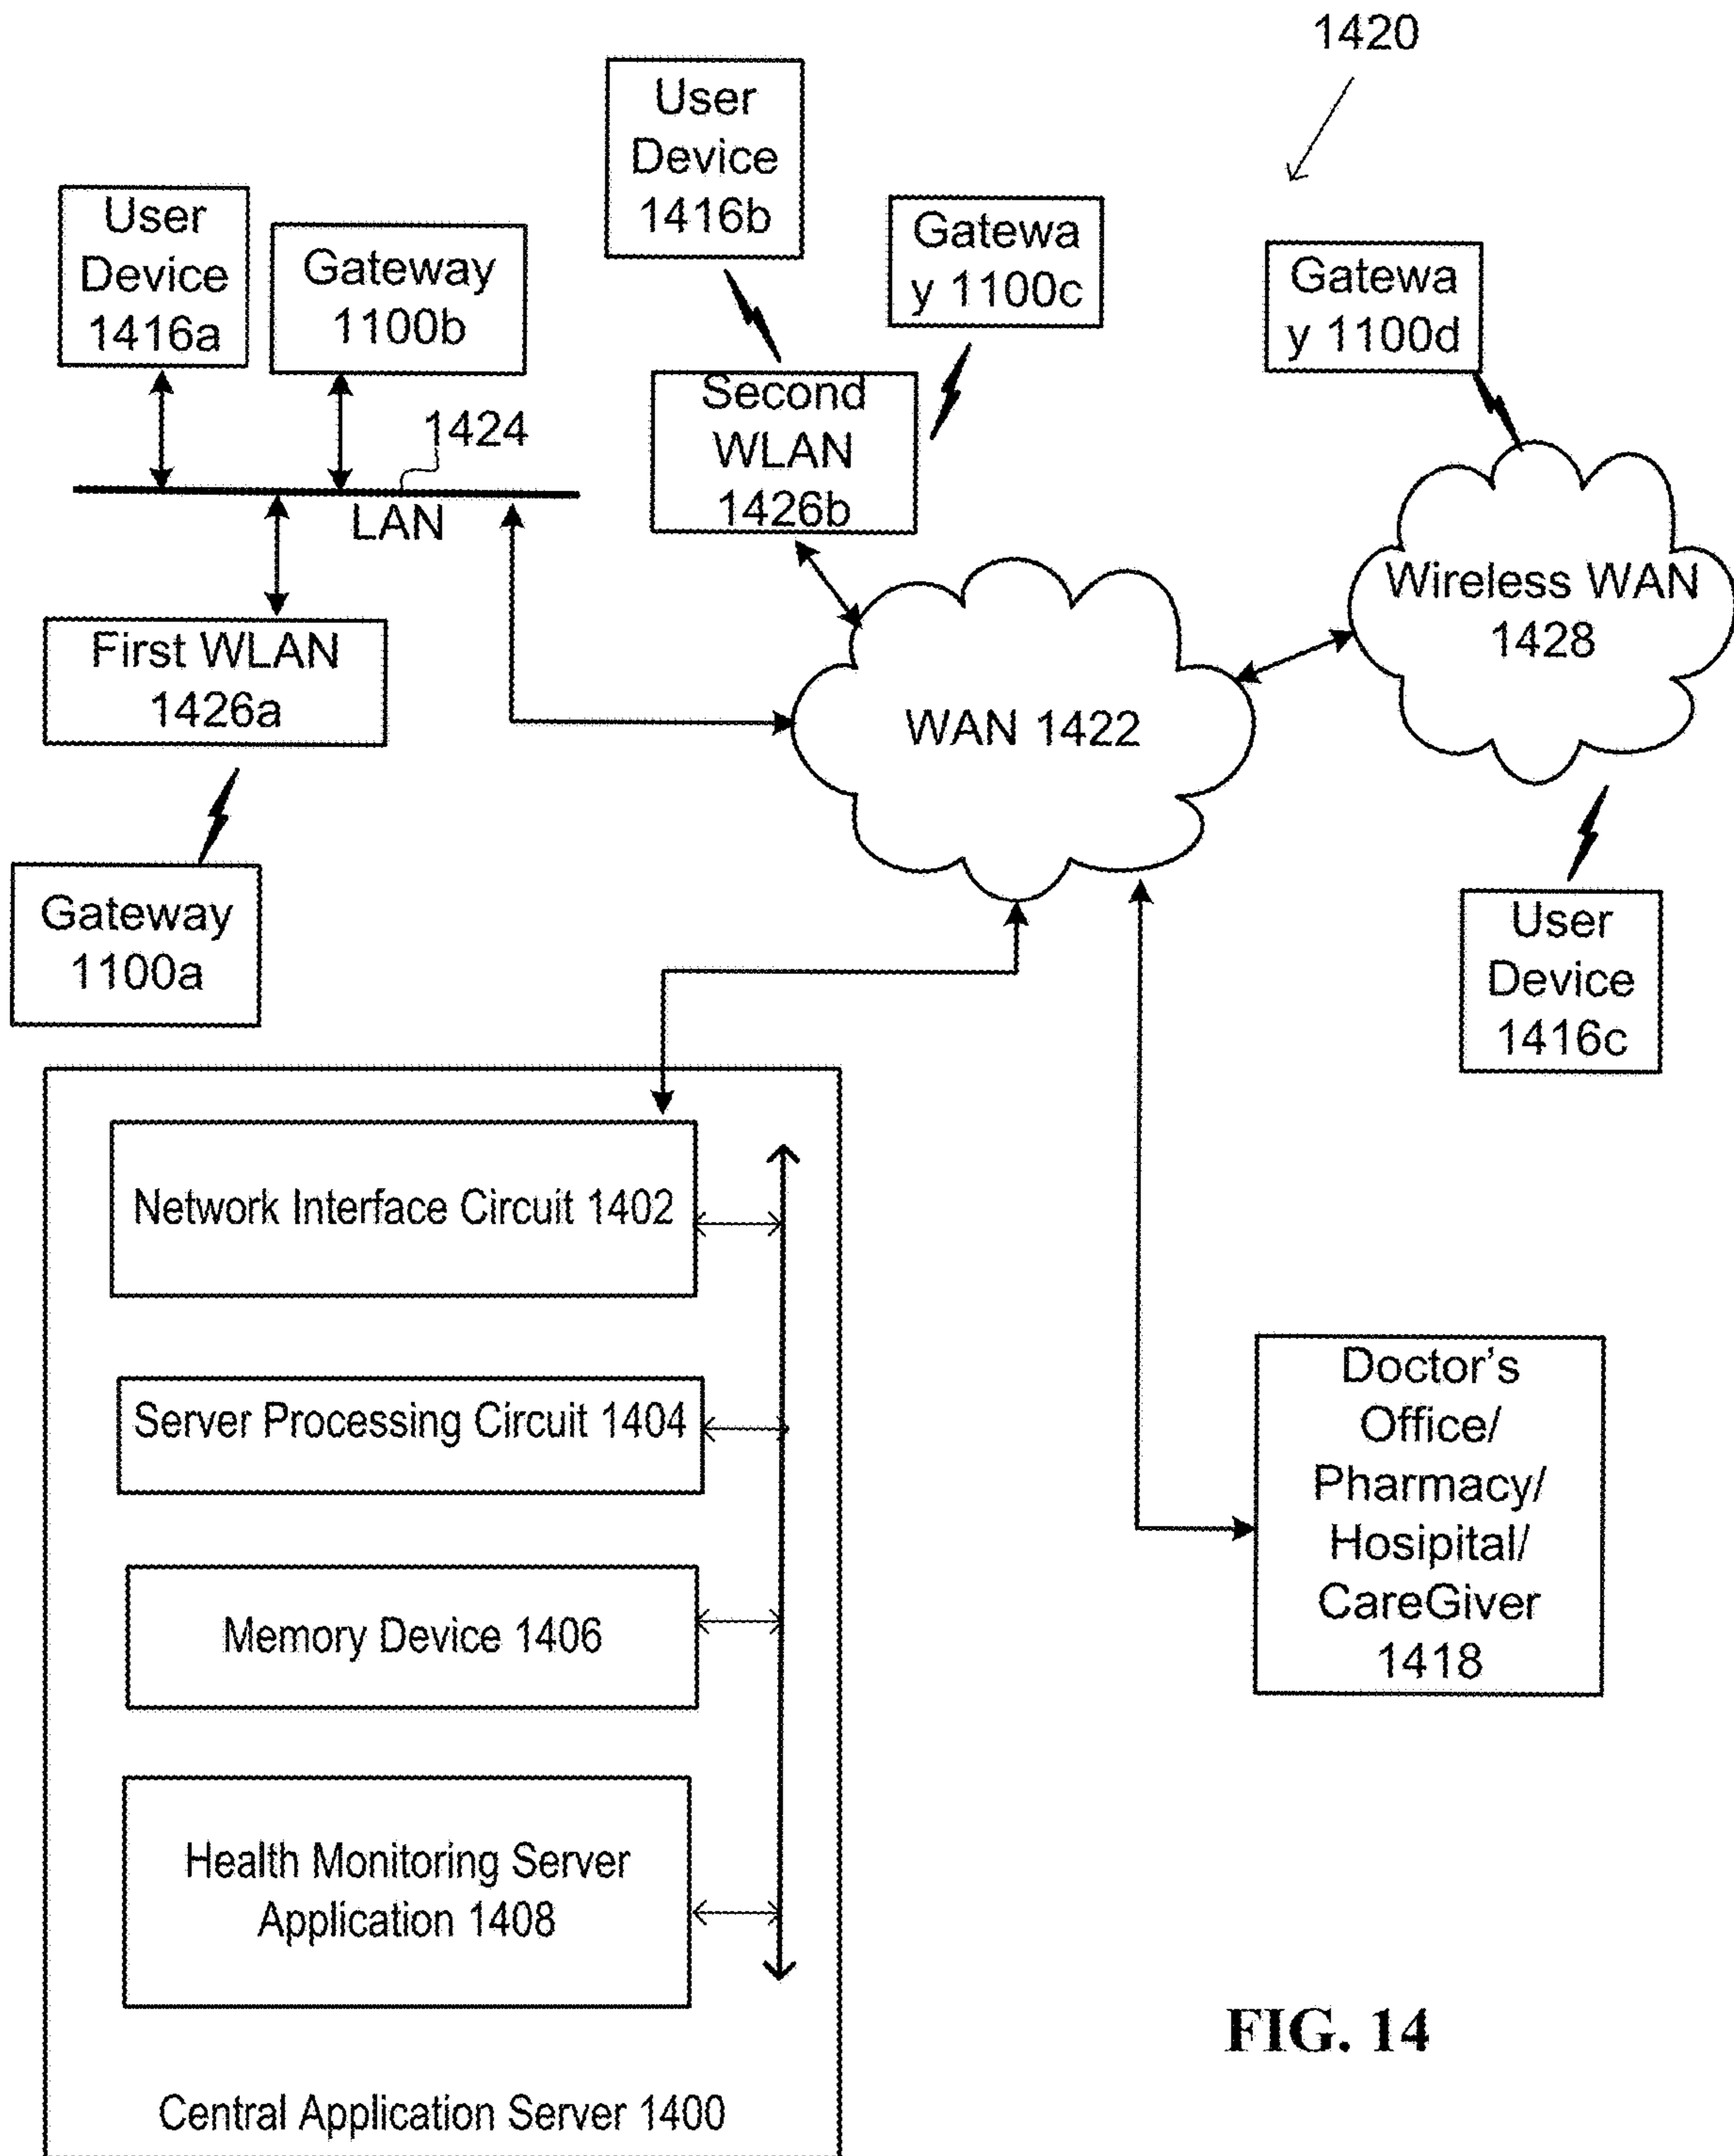 1420
User
Device
1416a
Gateway
1100b
User
Device
1416b
Gatewa
y 1100c
Gatewa
y 1100d
1424
LAN
Second
WLAN
1426b
First WLAN
1426a
Wireless WAN
1428
WAN 1422
Gateway
1100a
User
Device
1416c
Network Interface Circuit 1402
Server Processing Circuit 1404
Memory Device 1406
Health Monitoring Server
Application 1408
Central Application Server 1400
Doctor's
Office/
Pharmacy/
Hosipital/
CareGiver
1418
FIG. 14